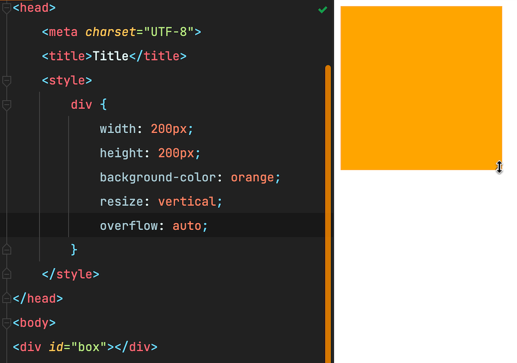 <head>
<meta charset="UTF-8">
<title>Title</title>
<style>
div {
width: 200px;
height: 200px;
background-color: orange;
resize: vertical;
overflow: auto;
}
</style>
</head>
<body>
<div id="box"></div>